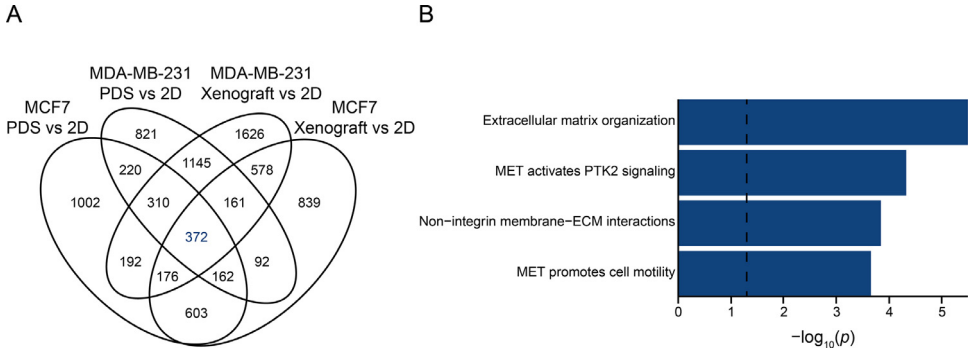 A
B
MDA-MB-231
PDS vs 2D
MDA-MB-231
Xenograft vs 2D
MCF7
PDS vs 2D
MCF7
Xenograft vs 2D
821
1626
220
1145
578
1002
310
161
839
372
192
176
162
92
603
Extracellular matrix organization
MET activates PTK2 signaling
Non−integrin membrane−ECM interactions
MET promotes cell motility
0 1 2 3 4 5
−log10(p)